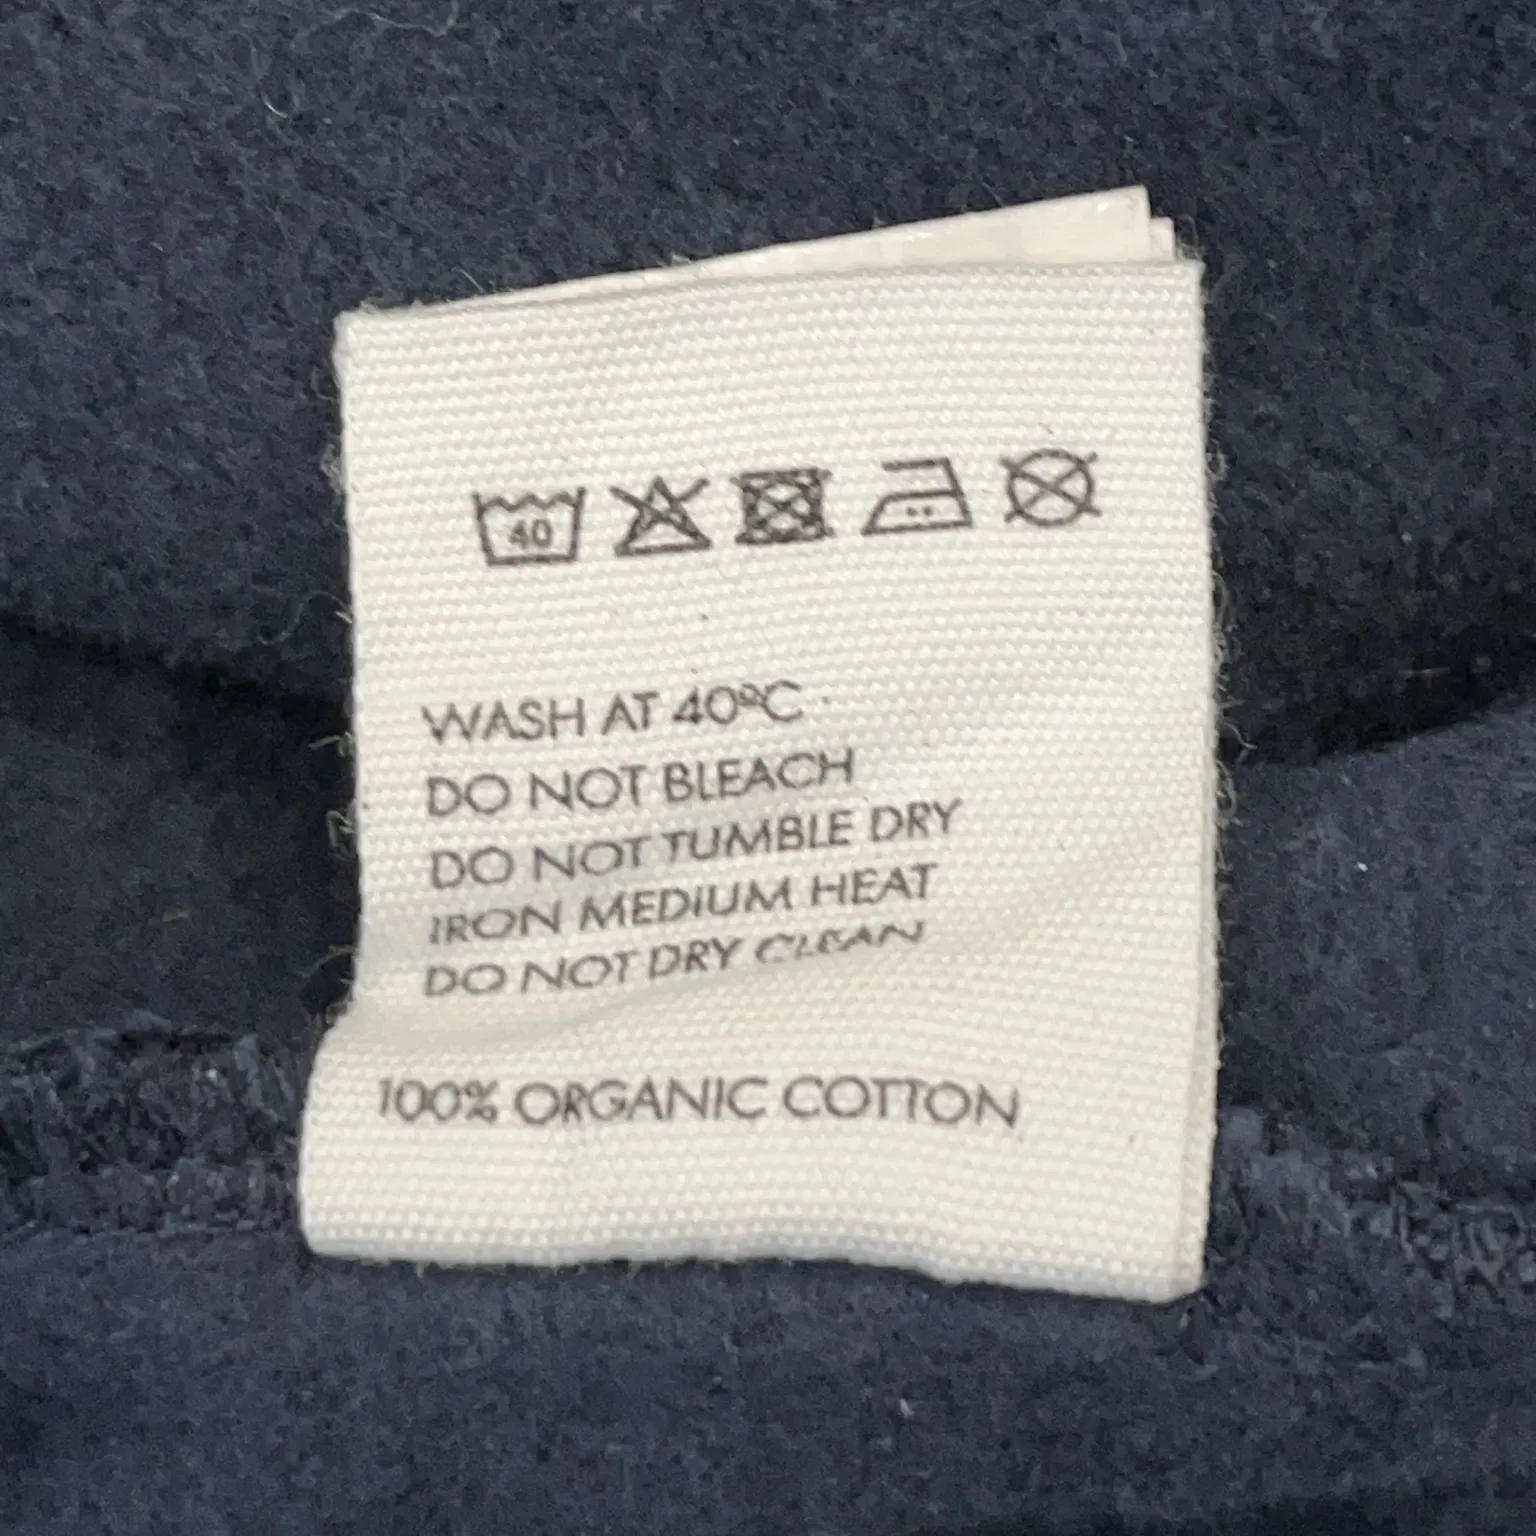 40
WASH AT 40ºC
DO NOT BLEACH
DO NOT TUMBLE DRY
IRON MEDIUM HEAT
DO NOT DRY CLEAN
100% ORGANIC COTTON